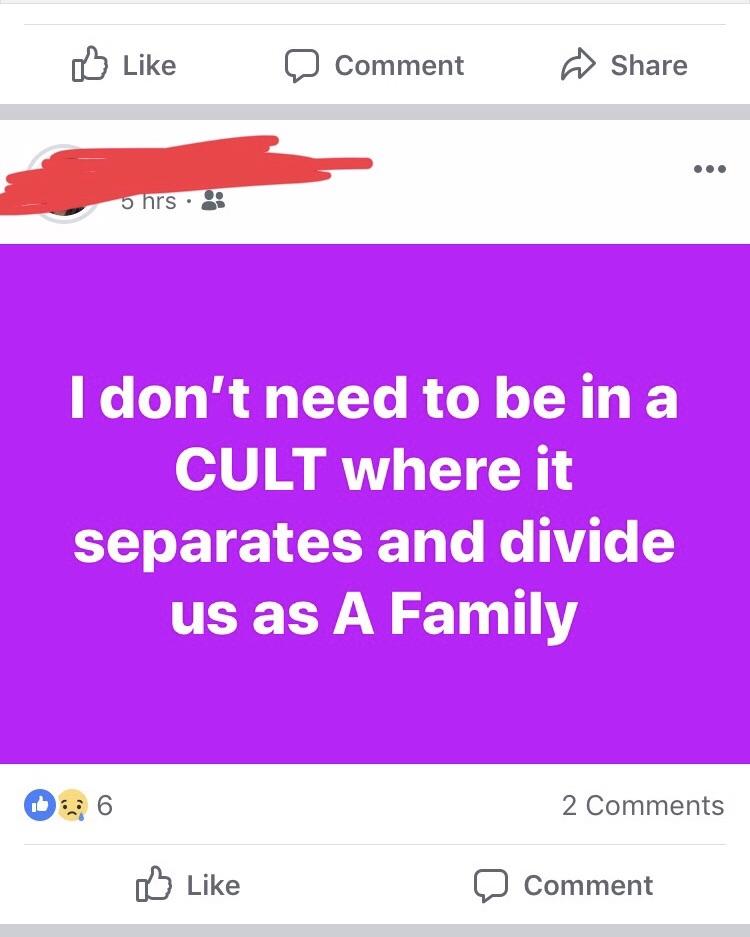 Like Comment Share
5 hrs ·
I don't need to be in a
CULT where it
separates and divide
us as A Family
6 2 Comments
Like Comment